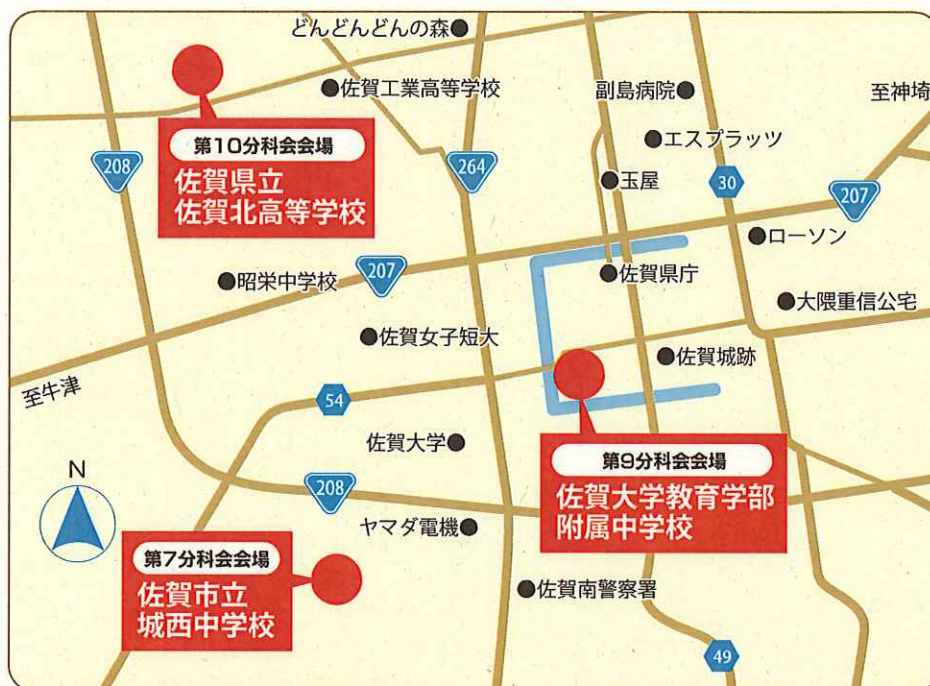 どんどんどんの森
佐賀工業高等学校
副島病院
至神埼
エスプラッツ
第10分科会会場
佐賀県立
佐賀北高等学校
208
264
玉屋
30
207
ローソン
昭栄中学校
207
佐賀県庁
大隈重信公宅
佐賀女子短大
佐賀城跡
至牛津
54
佐賀大学
第9分科会会場
佐賀大学教育学部
附属中学校
N
208
ヤマダ電機
第7分科会会場
佐賀市立
城西中学校
佐賀南警察署
49